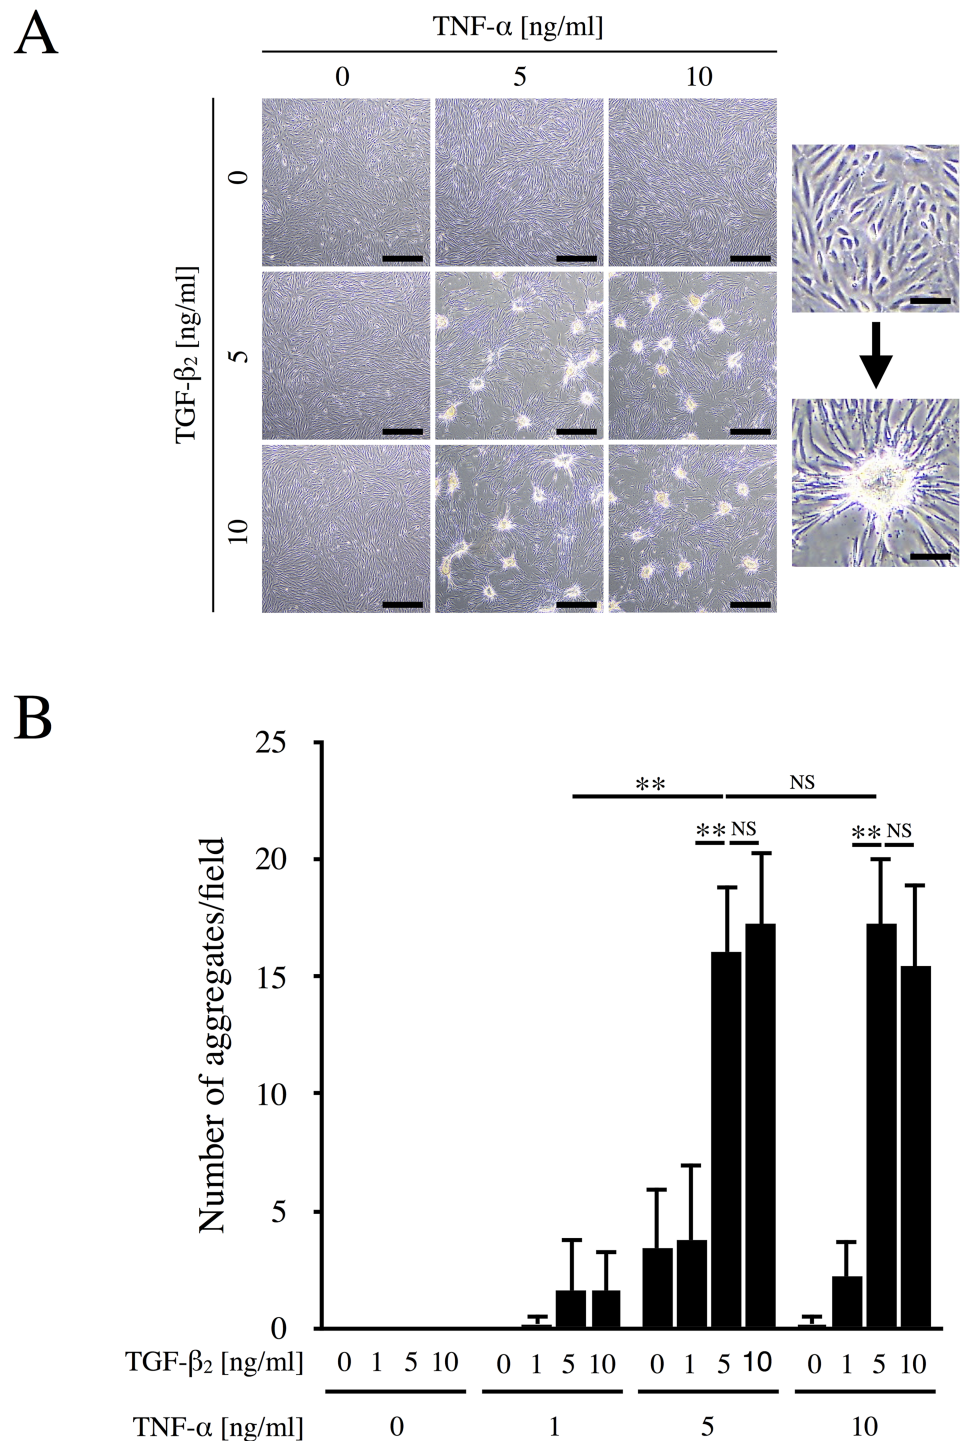 A
TNF-α [ng/ml]
0 5 10
TGF-β2 [ng/ml]
0
5
10
B
Number of aggregates/field
25
20
15
10
5
0
** NS
** NS ** NS
TGF-β2 [ng/ml] 0 1 5 10 0 1 5 10 0 1 5 10 0 1 5 10
TNF-α [ng/ml] 0 1 5 10